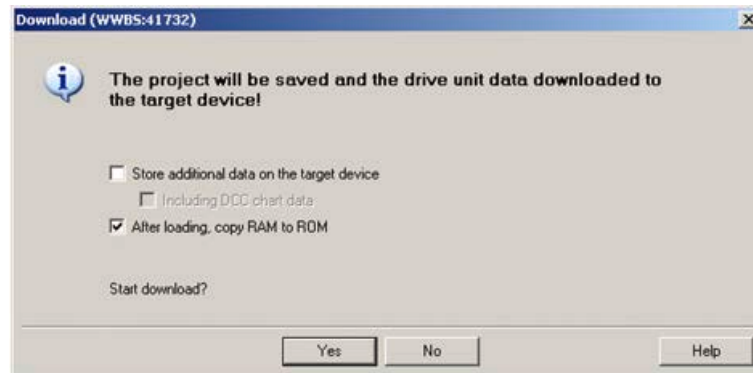 Download (WWBS:41732)
The project will be saved and the drive unit data downloaded to
the target device!
Store additional data on the target device
Including DCC chart data
After loading, copy RAM to ROM
Start download?
Yes
No
Help